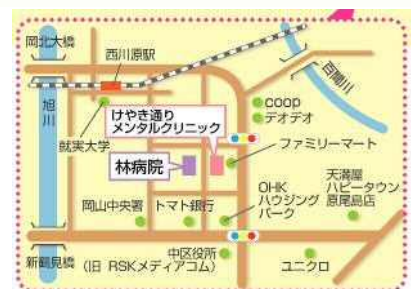 岡北大橋
西川原駅
百間川
旭川
けやき通り
メンタルクリニック
coop
デオデオ
就実大学
林病院
ファミリーマート
岡山中央署
トマト銀行
OHK
ハウジング
パーク
天満屋
ハピータウン
原尾島店
新鶴見橋
中区役所
(旧 RSKメディアコム)
ユニクロ